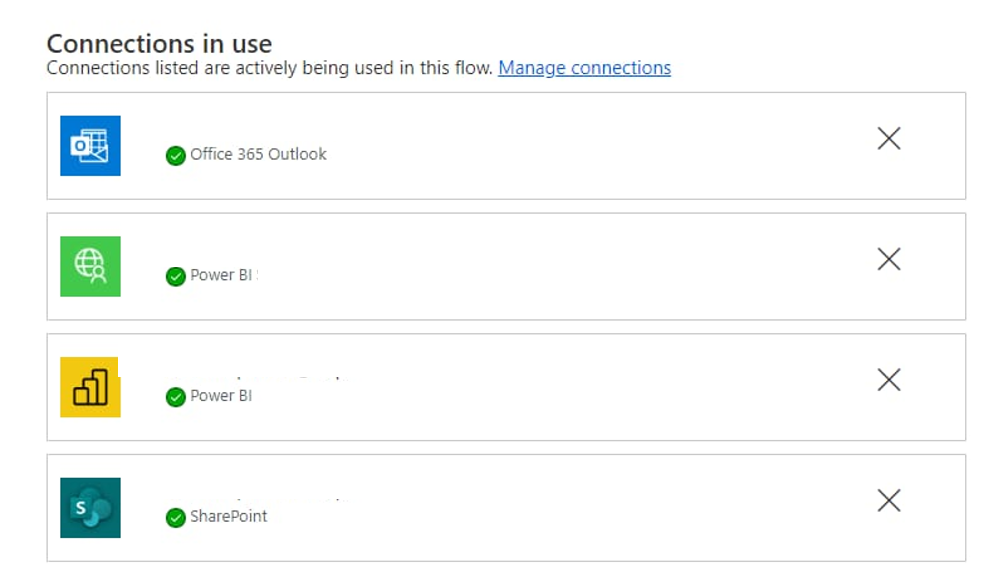 Connections in use
Connections listed are actively being used in this flow. Manage connections
Office 365 Outlook
Power BI
Power BI
S
SharePoint